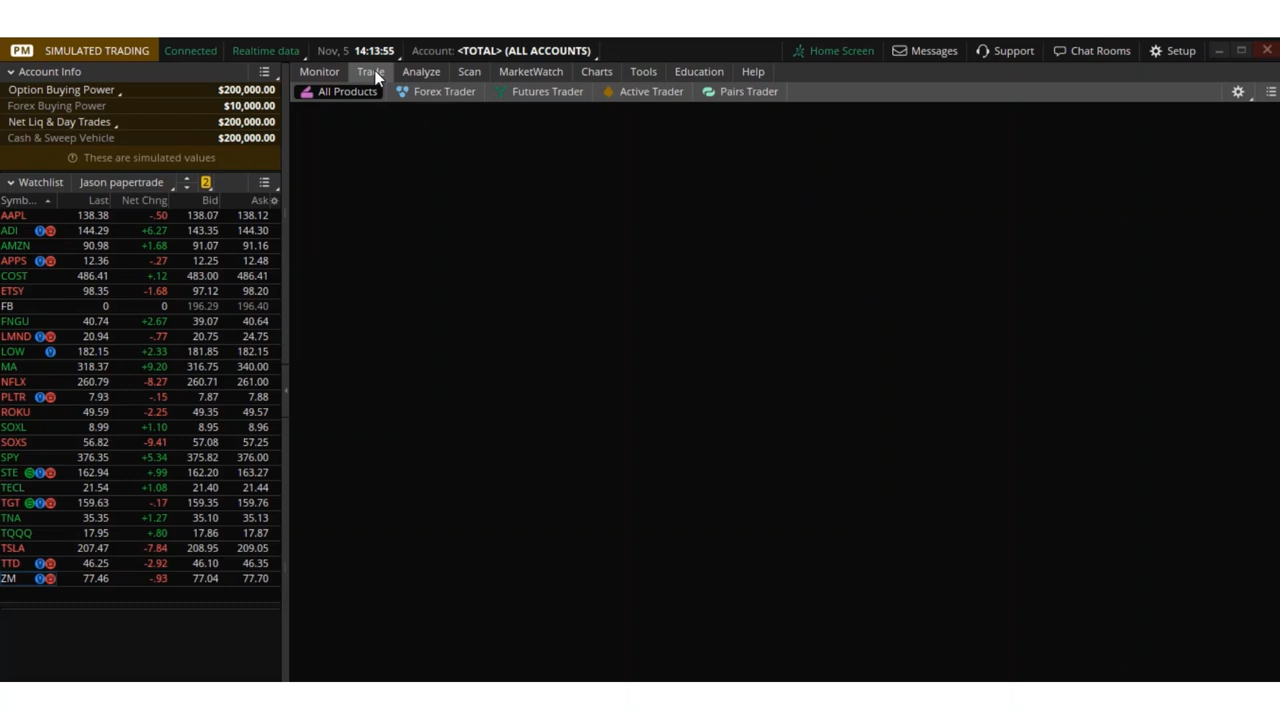 PM SIMULATED TRADING Connected Realtime data Nov, 5 14:13:55 Account: <TOTAL> (ALL ACCOUNTS) Home Screen Messages Support Chat Rooms Setup
Account Info
Monitor Trade Analyze Scan MarketWatch Charts Tools Education Help
Option Buying Power $200,000.00
All Products Forex Trader Futures Trader Active Trader Pairs Trader
Forex Buying Power $10,000.00
Net Liq & Day Trades $200,000.00
Cash & Sweep Vehicle $200,000.00
These are simulated values
Watchlist Jason papertrade 2
Symb... Last Net Chng Bid Ask
AAPL 138.38 -.50 138.07 138.12
ADI 144.29 +6.27 143.35 144.30
AMZN 90.98 +1.68 91.07 91.16
APPS 12.36 -.27 12.25 12.48
COST 486.41 +.12 483.00 486.41
ETSY 98.35 -1.68 97.12 98.20
FB 0 0 196.29 196.40
FNGU 40.74 +2.67 39.07 40.64
LMND 20.94 -.77 20.75 24.75
LOW 182.15 +2.33 181.85 182.15
MA 318.37 +9.20 316.75 340.00
NFLX 260.79 -8.27 260.71 261.00
PLTR 7.93 -.15 7.87 7.88
ROKU 49.59 -2.25 49.35 49.57
SOXL 8.99 +1.10 8.95 8.96
SOXS 56.82 -9.41 57.08 57.25
SPY 376.35 +5.34 375.82 376.00
STE 162.94 +.99 162.20 163.27
TECL 21.54 +1.08 21.40 21.44
TGT 159.63 -.17 159.35 159.76
TNA 35.35 +1.27 35.10 35.13
TQQQ 17.95 +.80 17.86 17.87
TSLA 207.47 -7.84 208.95 209.05
TTD 46.25 -2.92 46.10 46.35
ZM 77.46 -.93 77.04 77.70